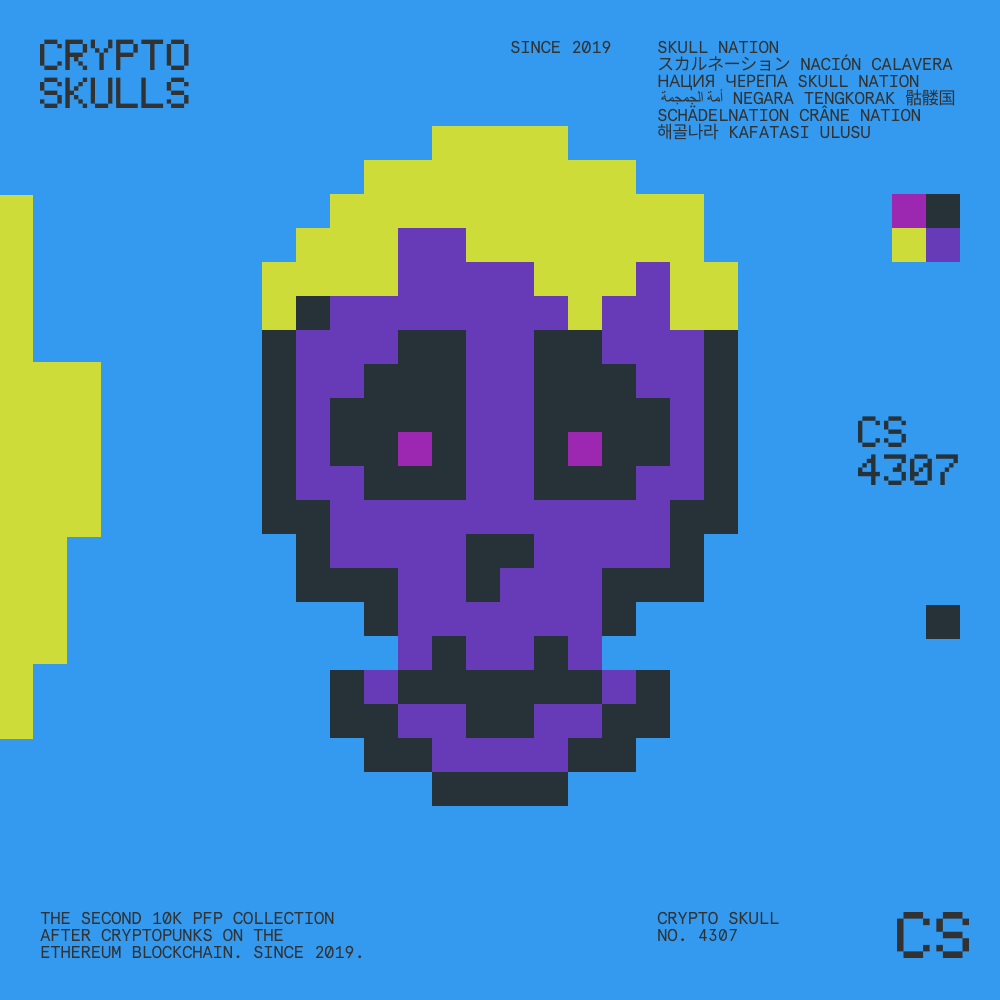 CRYPTO
SKULLS
SINCE 2019
SKULL NATION
スカルネーション NACIÓN CALAVERA
НАЦИЯ ЧЕРЕПА SKULL NATION
أمة الجمجمة NEGARA TENGKORAK 骷髅国
SCHÄDELNATION CRÂNE NATION
해골나라 KAFATASI ULUSU
CS
4307
THE SECOND 10K PFP COLLECTION
AFTER CRYPTOPUNKS ON THE
ETHEREUM BLOCKCHAIN. SINCE 2019.
CRYPTO SKULL
NO. 4307
CS